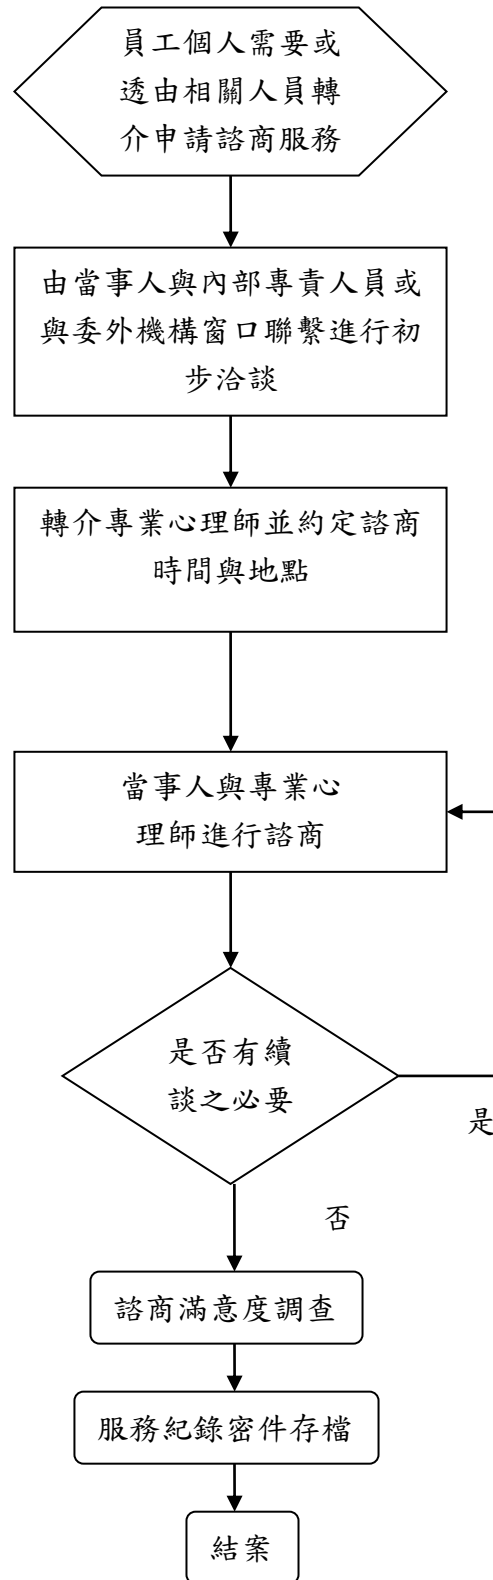 員工個人需要或
透由相關人員轉
介申請諮商服務
由當事人與內部專責人員或
與委外機構窗口聯繫進行初
步洽談
轉介專業心理師並約定諮商
時間與地點
當事人與專業心
理師進行諮商
是否有續
談之必要
是
否
諮商滿意度調查
服務紀錄密件存檔
結案